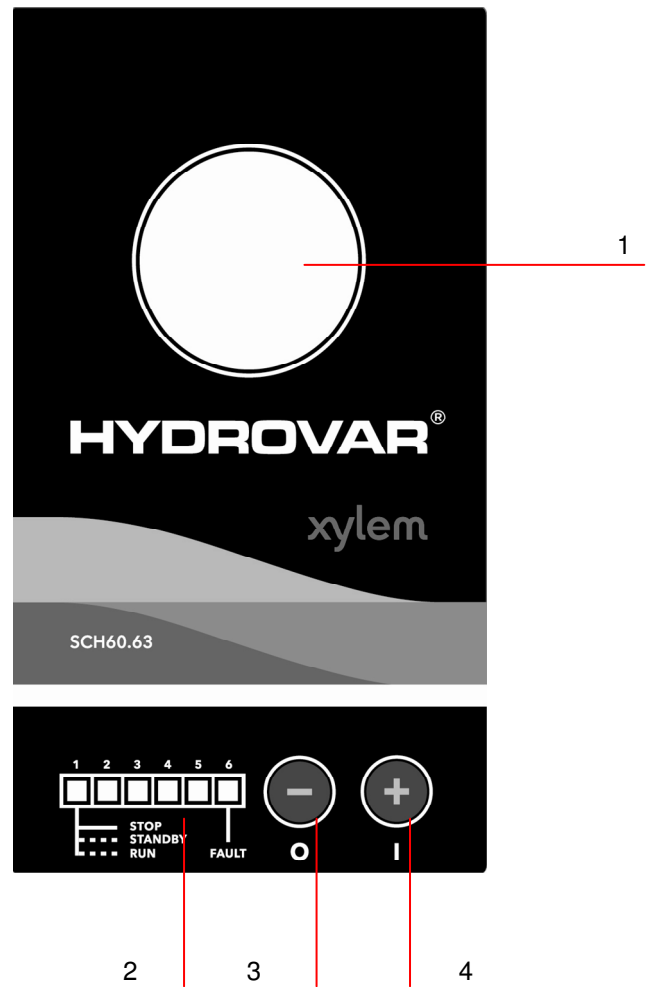 1
HYDROVAR®
xylem
SCH60.63
1 2 3 4 5 6
− +
STOP
STANDBY
RUN FAULT O I
2 3 4